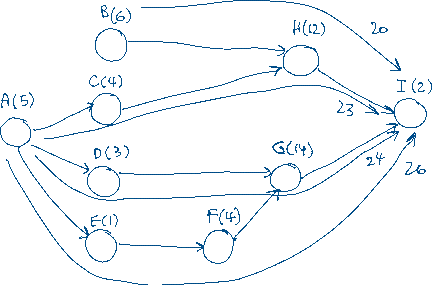 B(6)
20
H(12)
I(2)
C(4)
A(5)
23
D(3)
G(14)
24
26
E(1)
F(4)